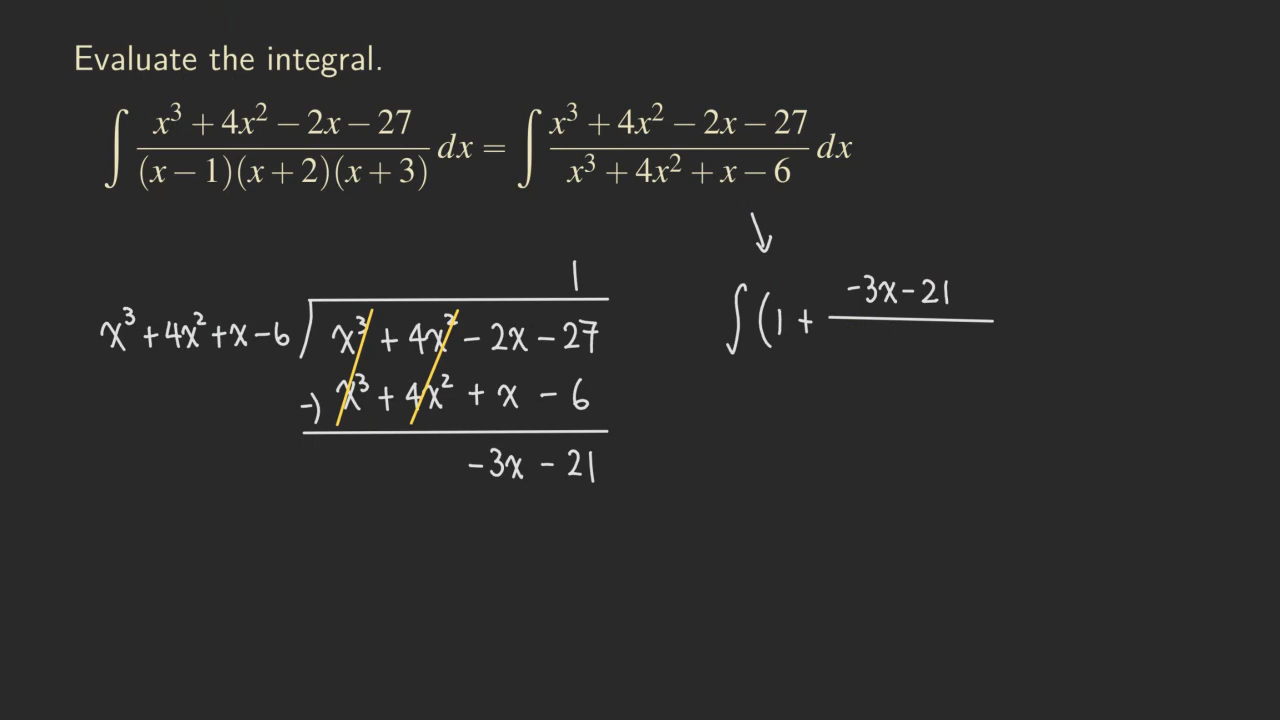 Evaluate the integral.
∫ (x³ + 4x² − 2x − 27)/((x − 1)(x + 2)(x + 3)) dx = ∫ (x³ + 4x² − 2x − 27)/(x³ + 4x² + x − 6) dx
↓
1
x³ + 4x² + x − 6 ) x³ + 4x² − 2x − 27
−) x³ + 4x² + x − 6
−3x − 21
∫ (1 + −3x − 21